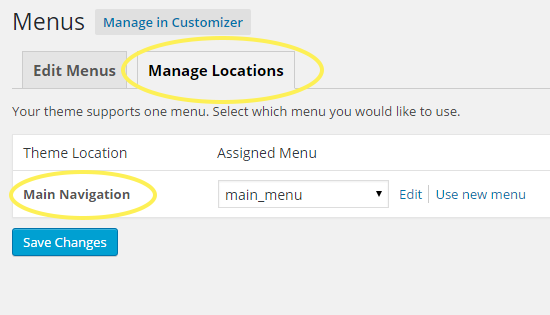 Menus Manage in Customizer
Edit Menus Manage Locations
Your theme supports one menu. Select which menu you would like to use.
Theme Location Assigned Menu
Main Navigation main_menu Edit Use new menu
Save Changes